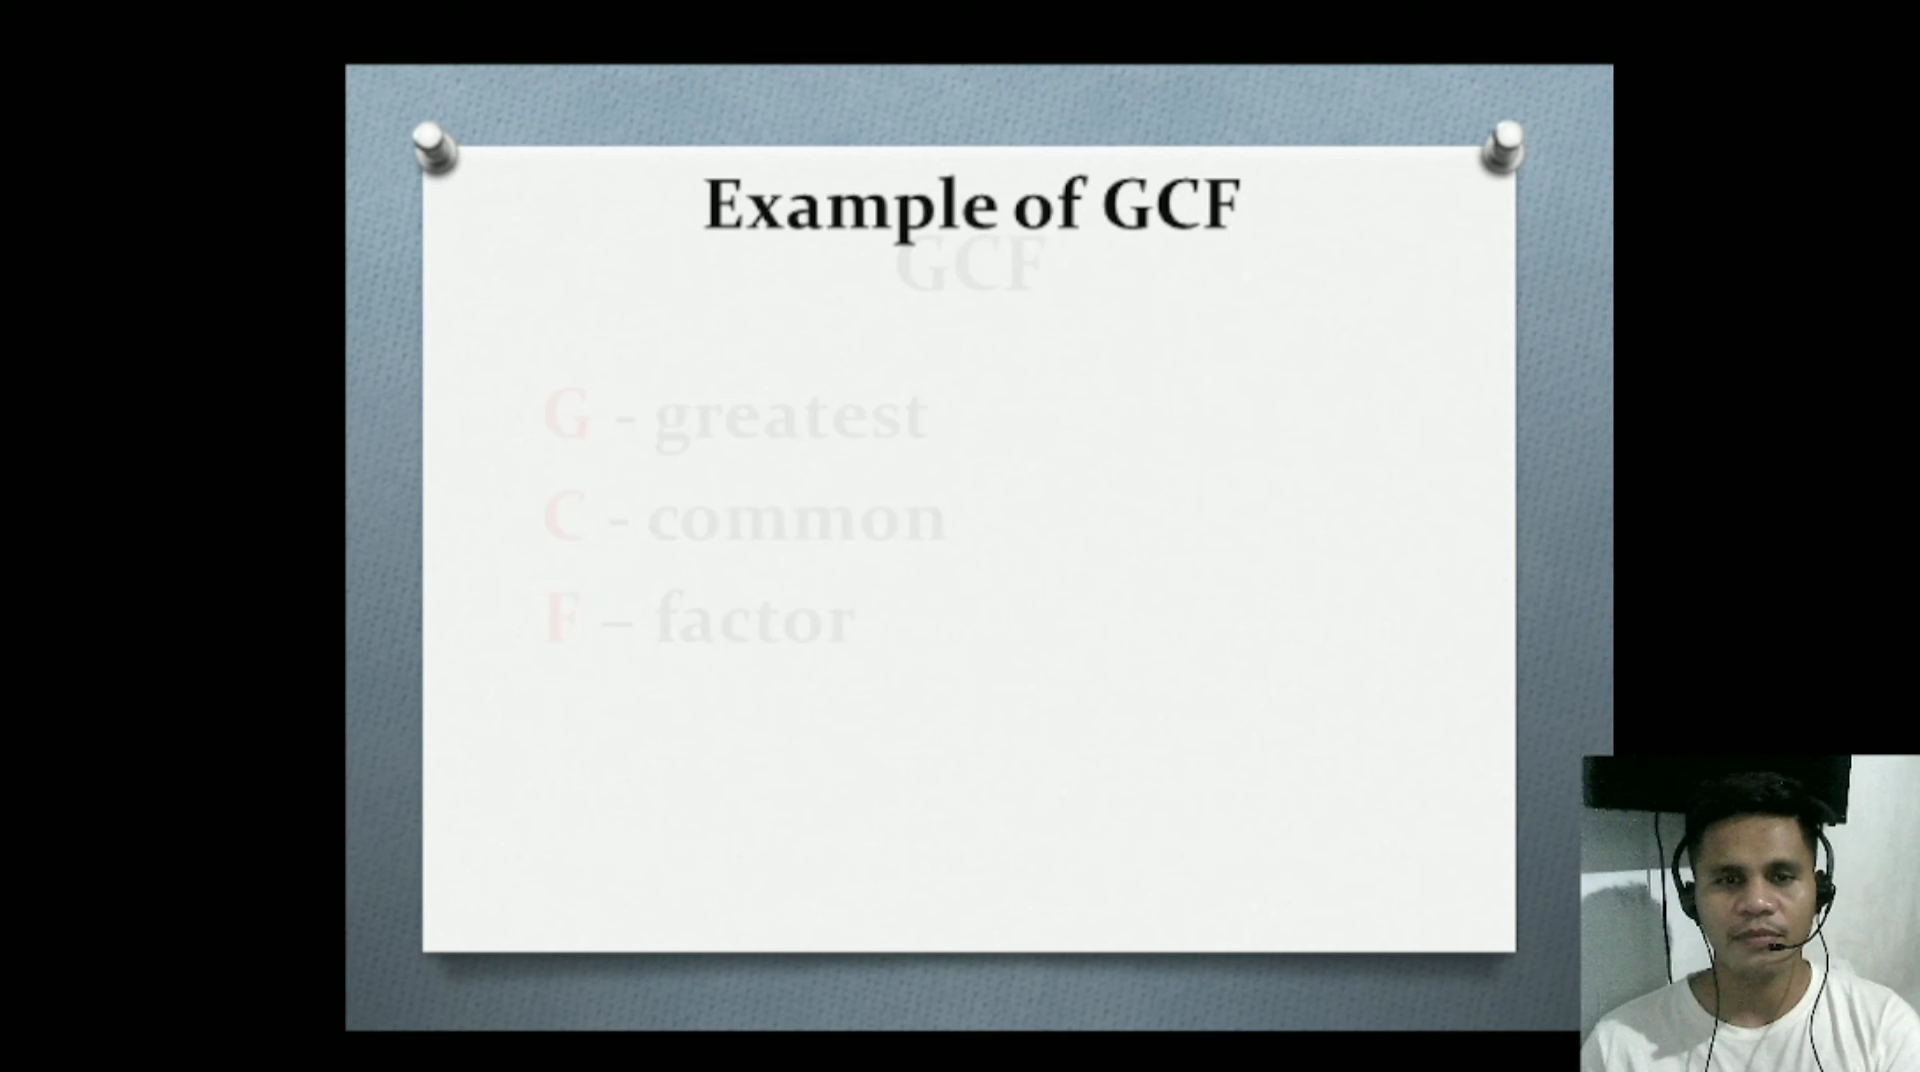 Example of GCF
GCF
G - greatest
C - common
F – factor